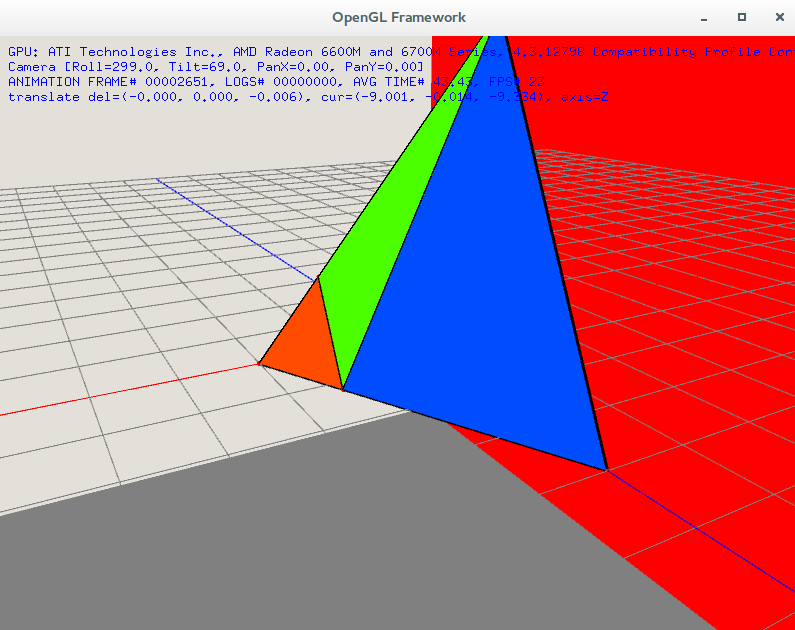 OpenGL Framework
GPU: ATI Technologies Inc., AMD Radeon 6600M and 6700M Series, 4.3.12798 Compatibility Profile Con
Camera [Roll=299.0, Tilt=69.0, PanX=0.00, PanY=0.00]
ANIMATION FRAME# 00002651, LOGS# 00000000, AVG TIME# 43.43, FPS# 23
translate del=(-0.000, 0.000, -0.006), cur=(-9.001, -0.014, -9.334), axis=Z